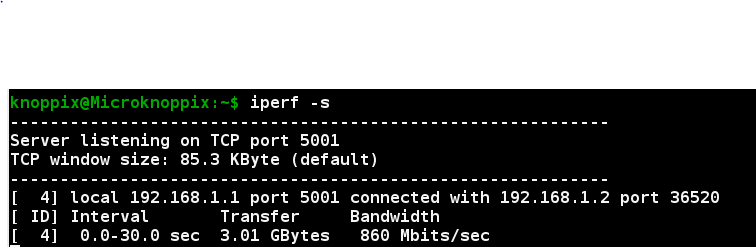 knoppix@Microknoppix:~$ iperf -s
------------------------------------------------------------
Server listening on TCP port 5001
TCP window size: 85.3 KByte (default)
------------------------------------------------------------
[  4] local 192.168.1.1 port 5001 connected with 192.168.1.2 port 36520
[ ID] Interval       Transfer     Bandwidth
[  4]  0.0-30.0 sec  3.01 GBytes   860 Mbits/sec